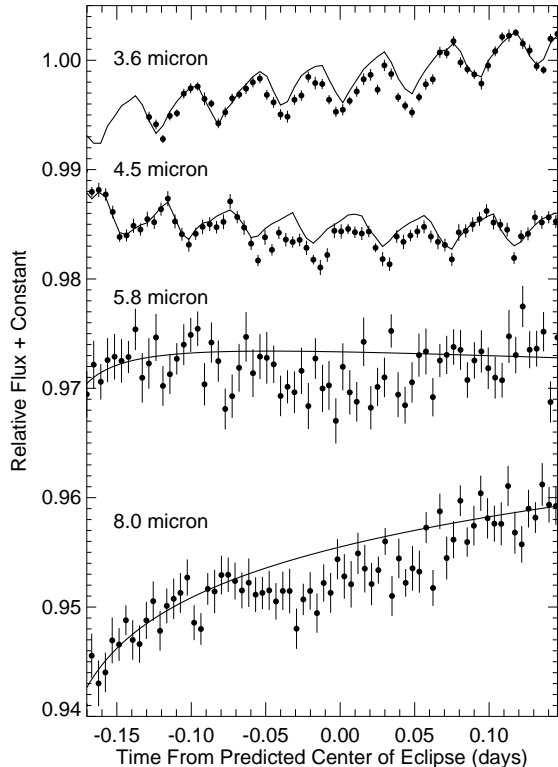 3.6 micron
4.5 micron
5.8 micron
8.0 micron
1.00
0.99
0.98
0.97
0.96
0.95
0.94
Relative Flux + Constant
-0.15 -0.10 -0.05 0.00 0.05 0.10
Time From Predicted Center of Eclipse (days)